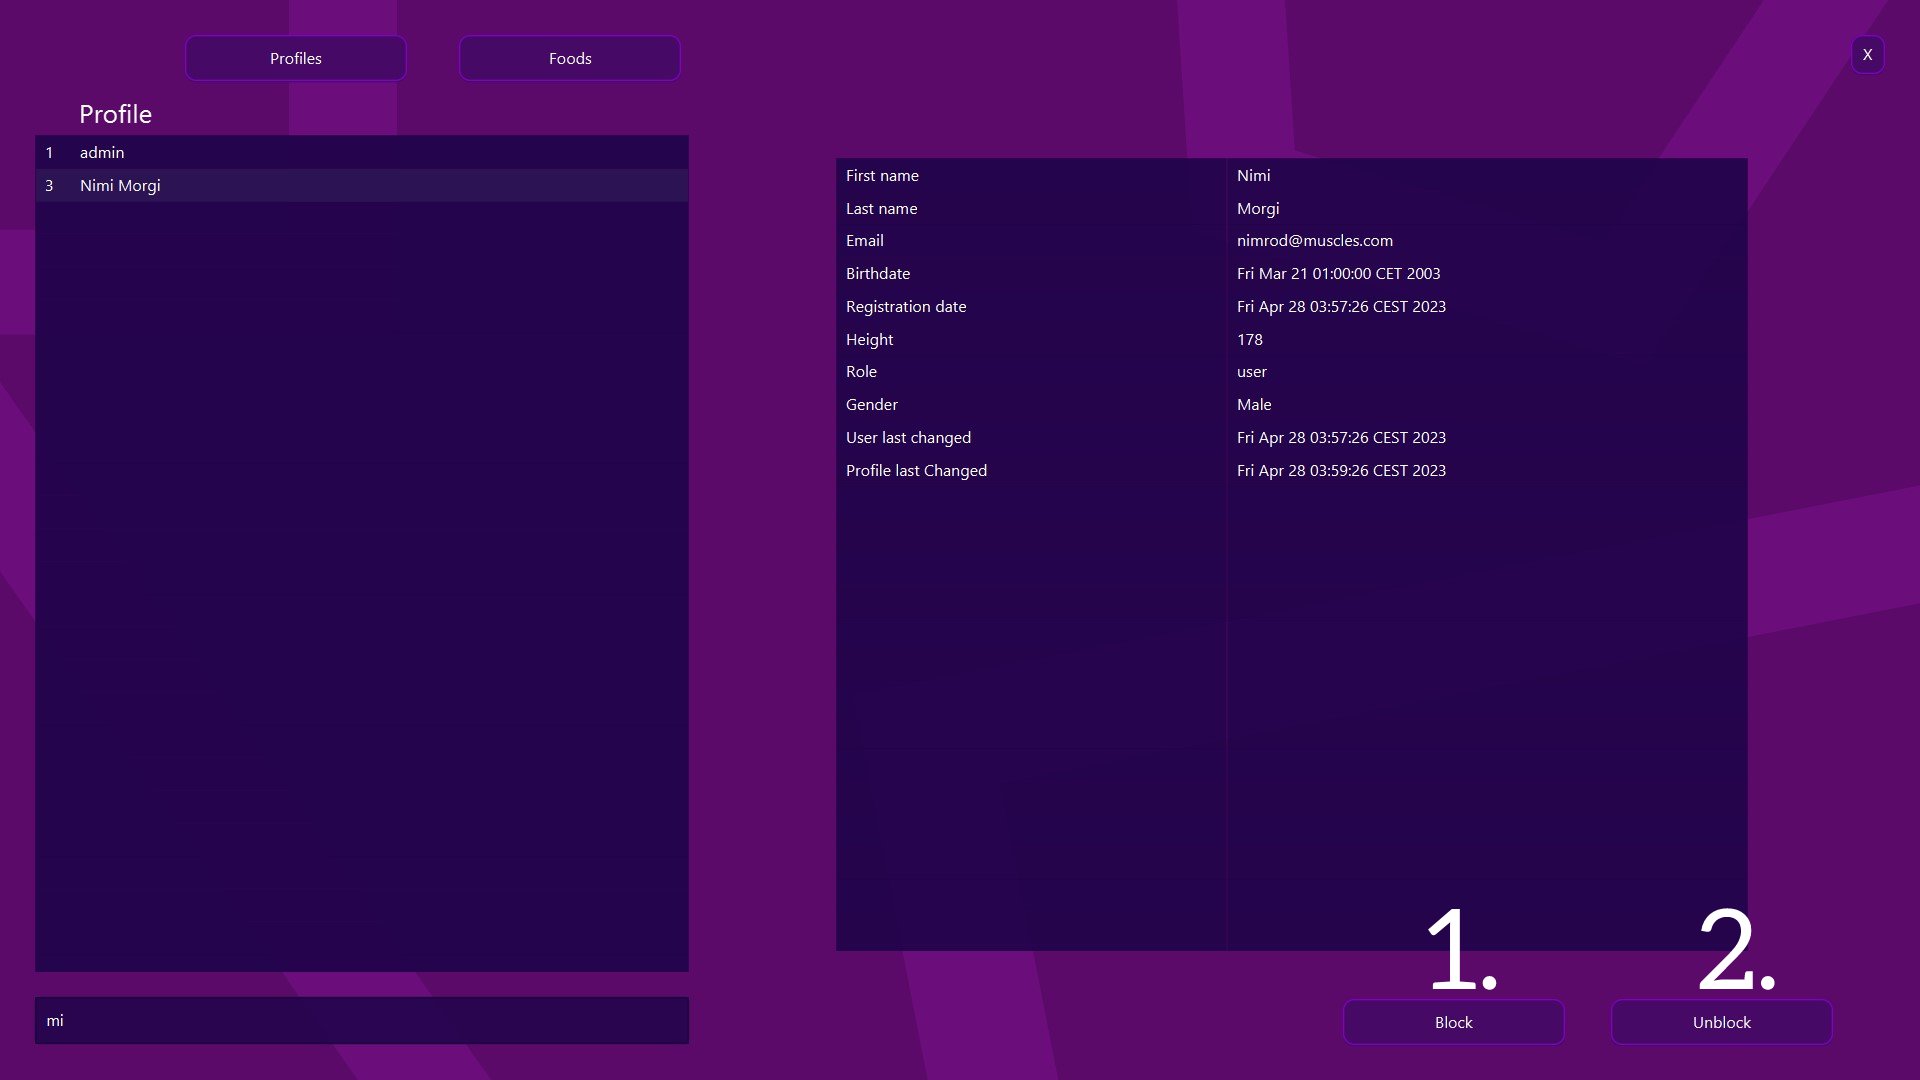 Profiles Foods X
Profile
1 admin
3 Nimi Morgi
First name Nimi
Last name Morgi
Email nimrod@muscles.com
Birthdate Fri Mar 21 01:00:00 CET 2003
Registration date Fri Apr 28 03:57:26 CEST 2023
Height 178
Role user
Gender Male
User last changed Fri Apr 28 03:57:26 CEST 2023
Profile last Changed Fri Apr 28 03:59:26 CEST 2023
1. 2.
mi
Block Unblock